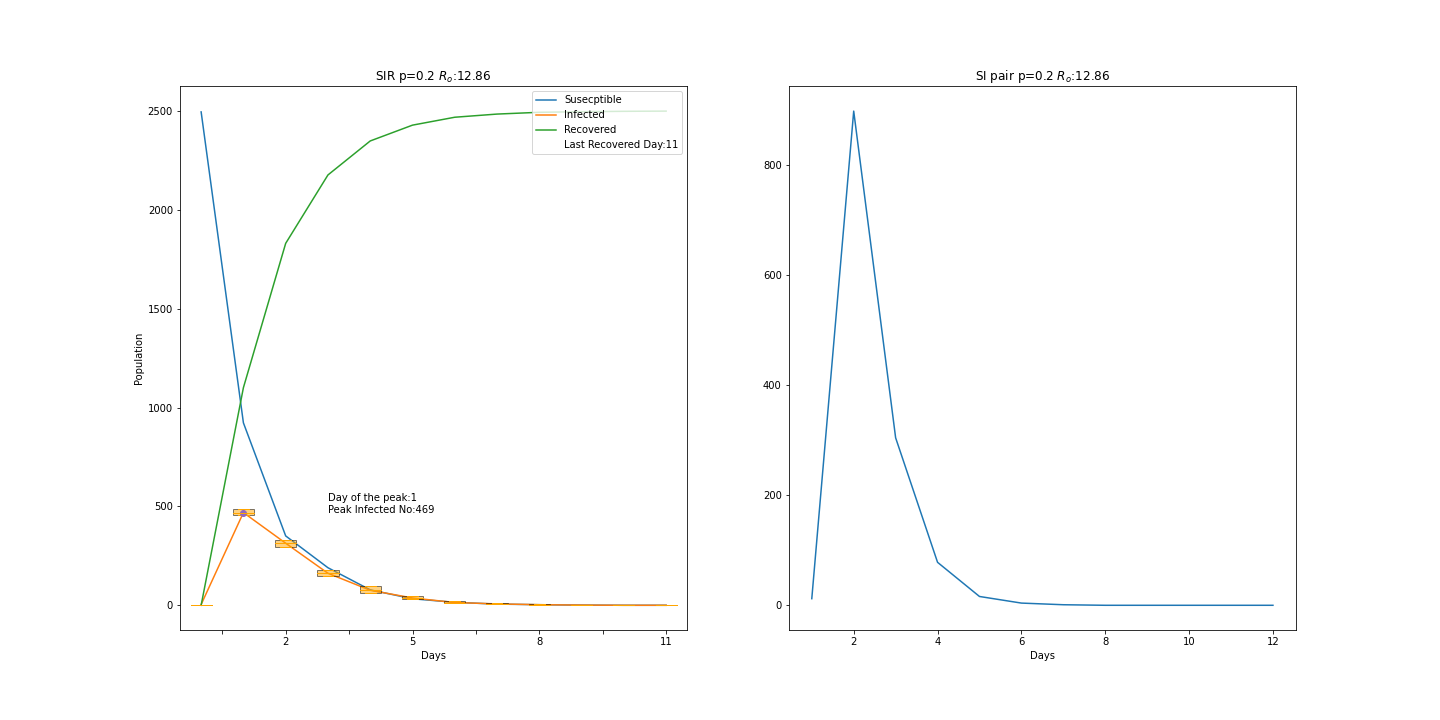 SIR p=0.2 Rₒ:12.86
Susecptible
Infected
Recovered
Last Recovered Day:11
2500
2000
1500
1000
500
0
Population
Day of the peak:1
Peak Infected No:469
2 5 8 11
Days
SI pair p=0.2 Rₒ:12.86
800
600
400
200
0
2 4 6 8 10 12
Days